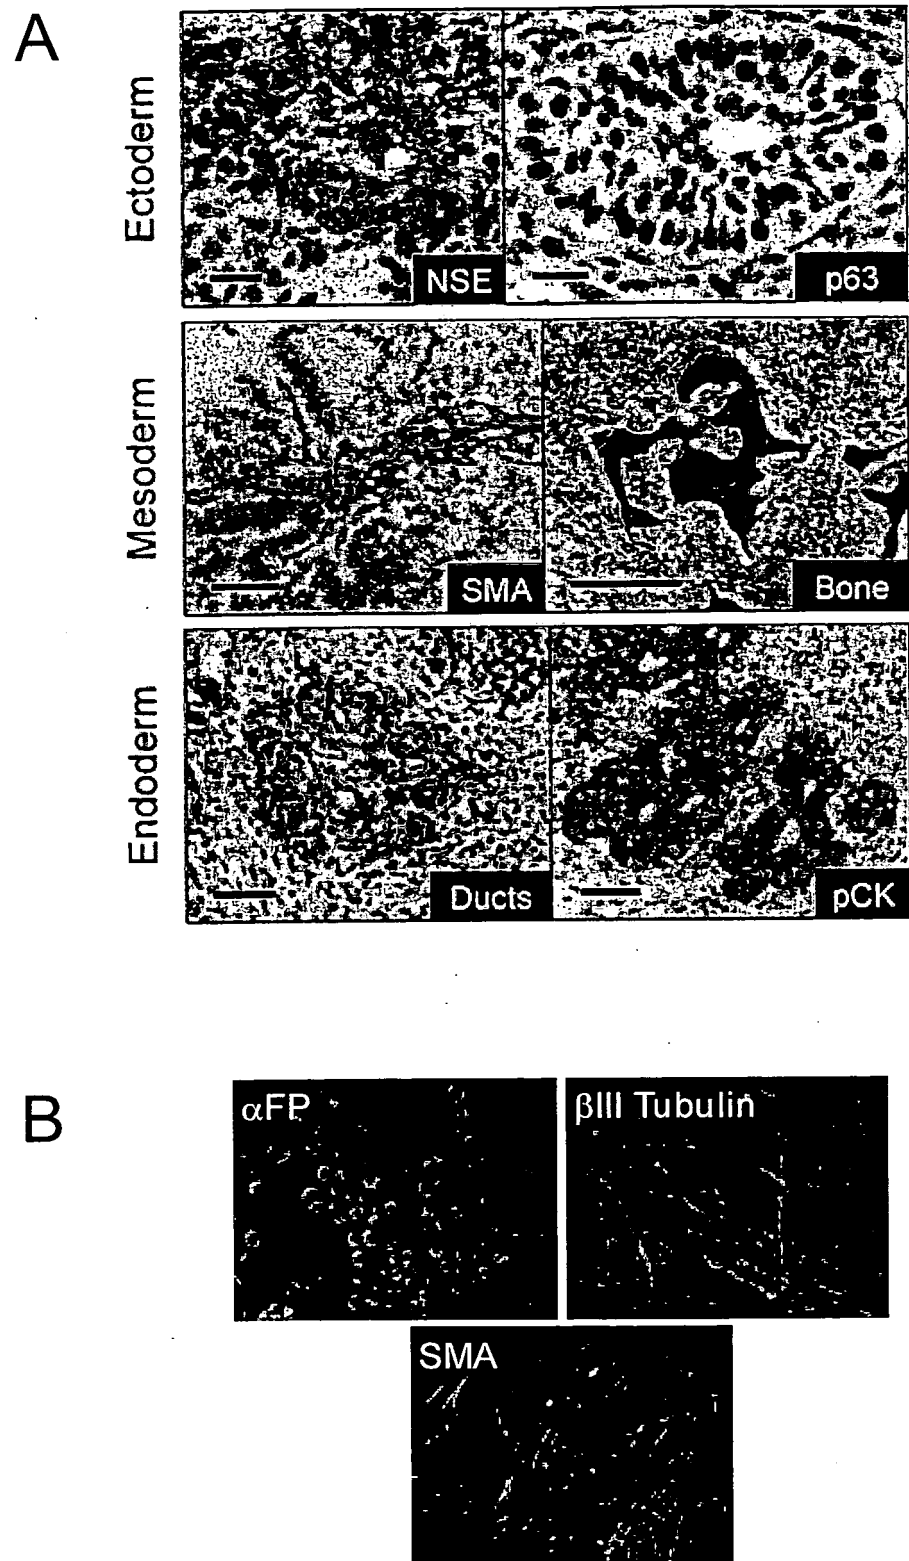 A
Ectoderm
NSE
p63
Mesoderm
SMA
Bone
Endoderm
Ducts
pCK
B
αFP
βIII Tubulin
SMA